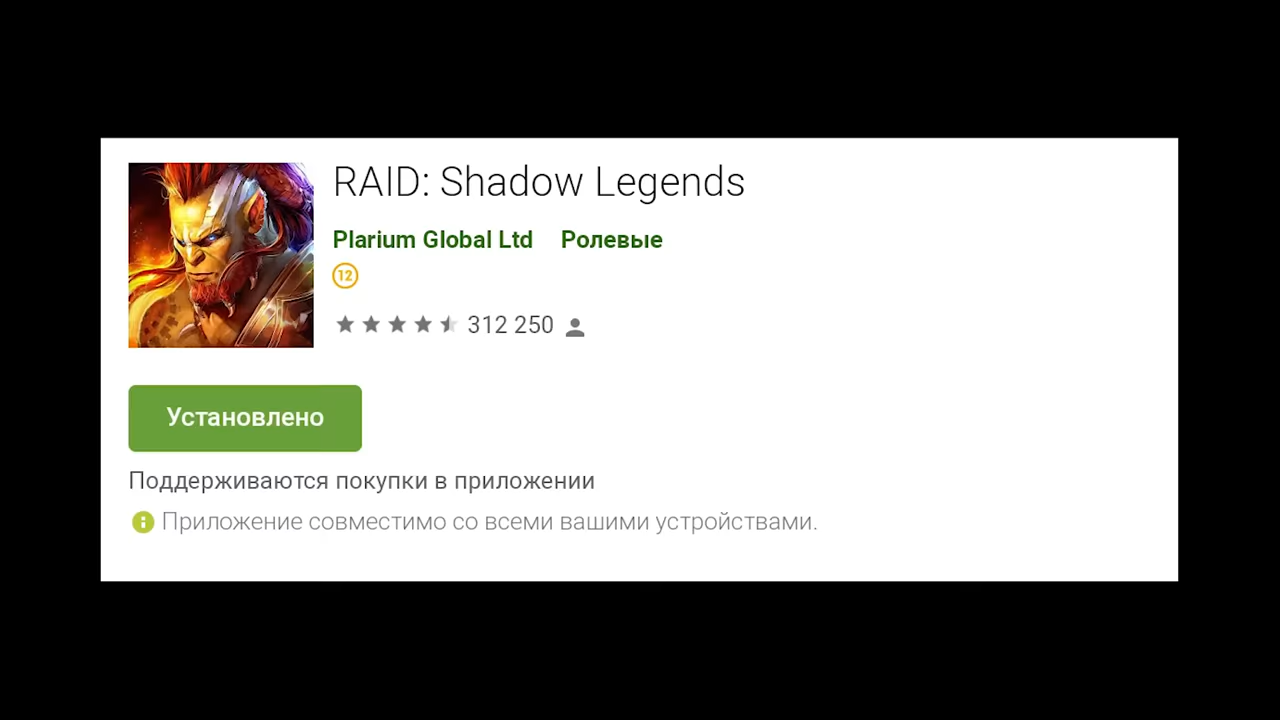 RAID: Shadow Legends
Plarium Global Ltd Ролевые
12
312 250
Установлено
Поддерживаются покупки в приложении
Приложение совместимо со всеми вашими устройствами.